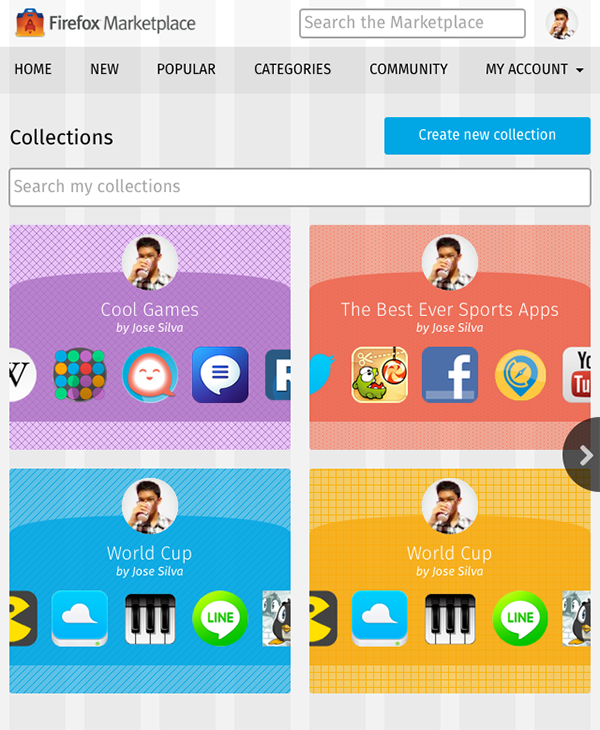 Firefox Marketplace
Search the Marketplace
HOME NEW POPULAR CATEGORIES COMMUNITY MY ACCOUNT
Collections
Create new collection
Search my collections
Cool Games
by Jose Silva
W
R
The Best Ever Sports Apps
by Jose Silva
f
Yo
Tu
World Cup
by Jose Silva
LINE
World Cup
by Jose Silva
LINE